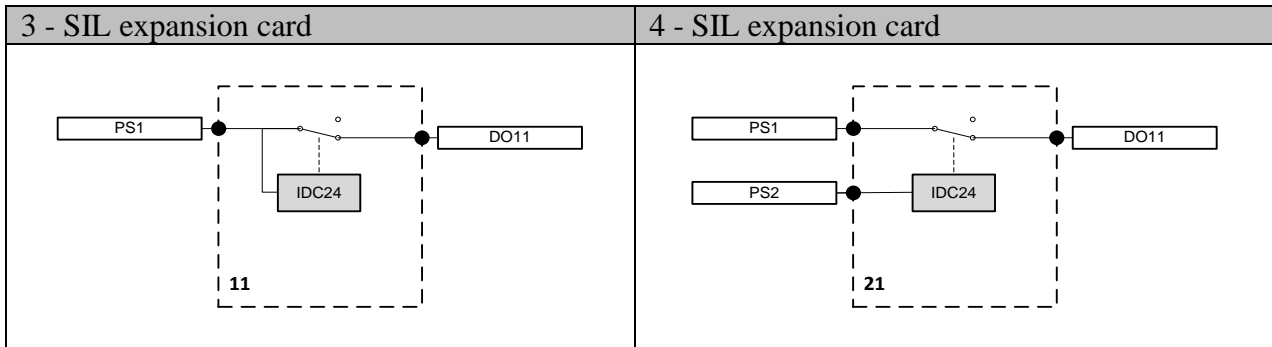 3 - SIL expansion card
4 - SIL expansion card
PS1
DO11
IDC24
11
PS1
DO11
PS2
IDC24
21